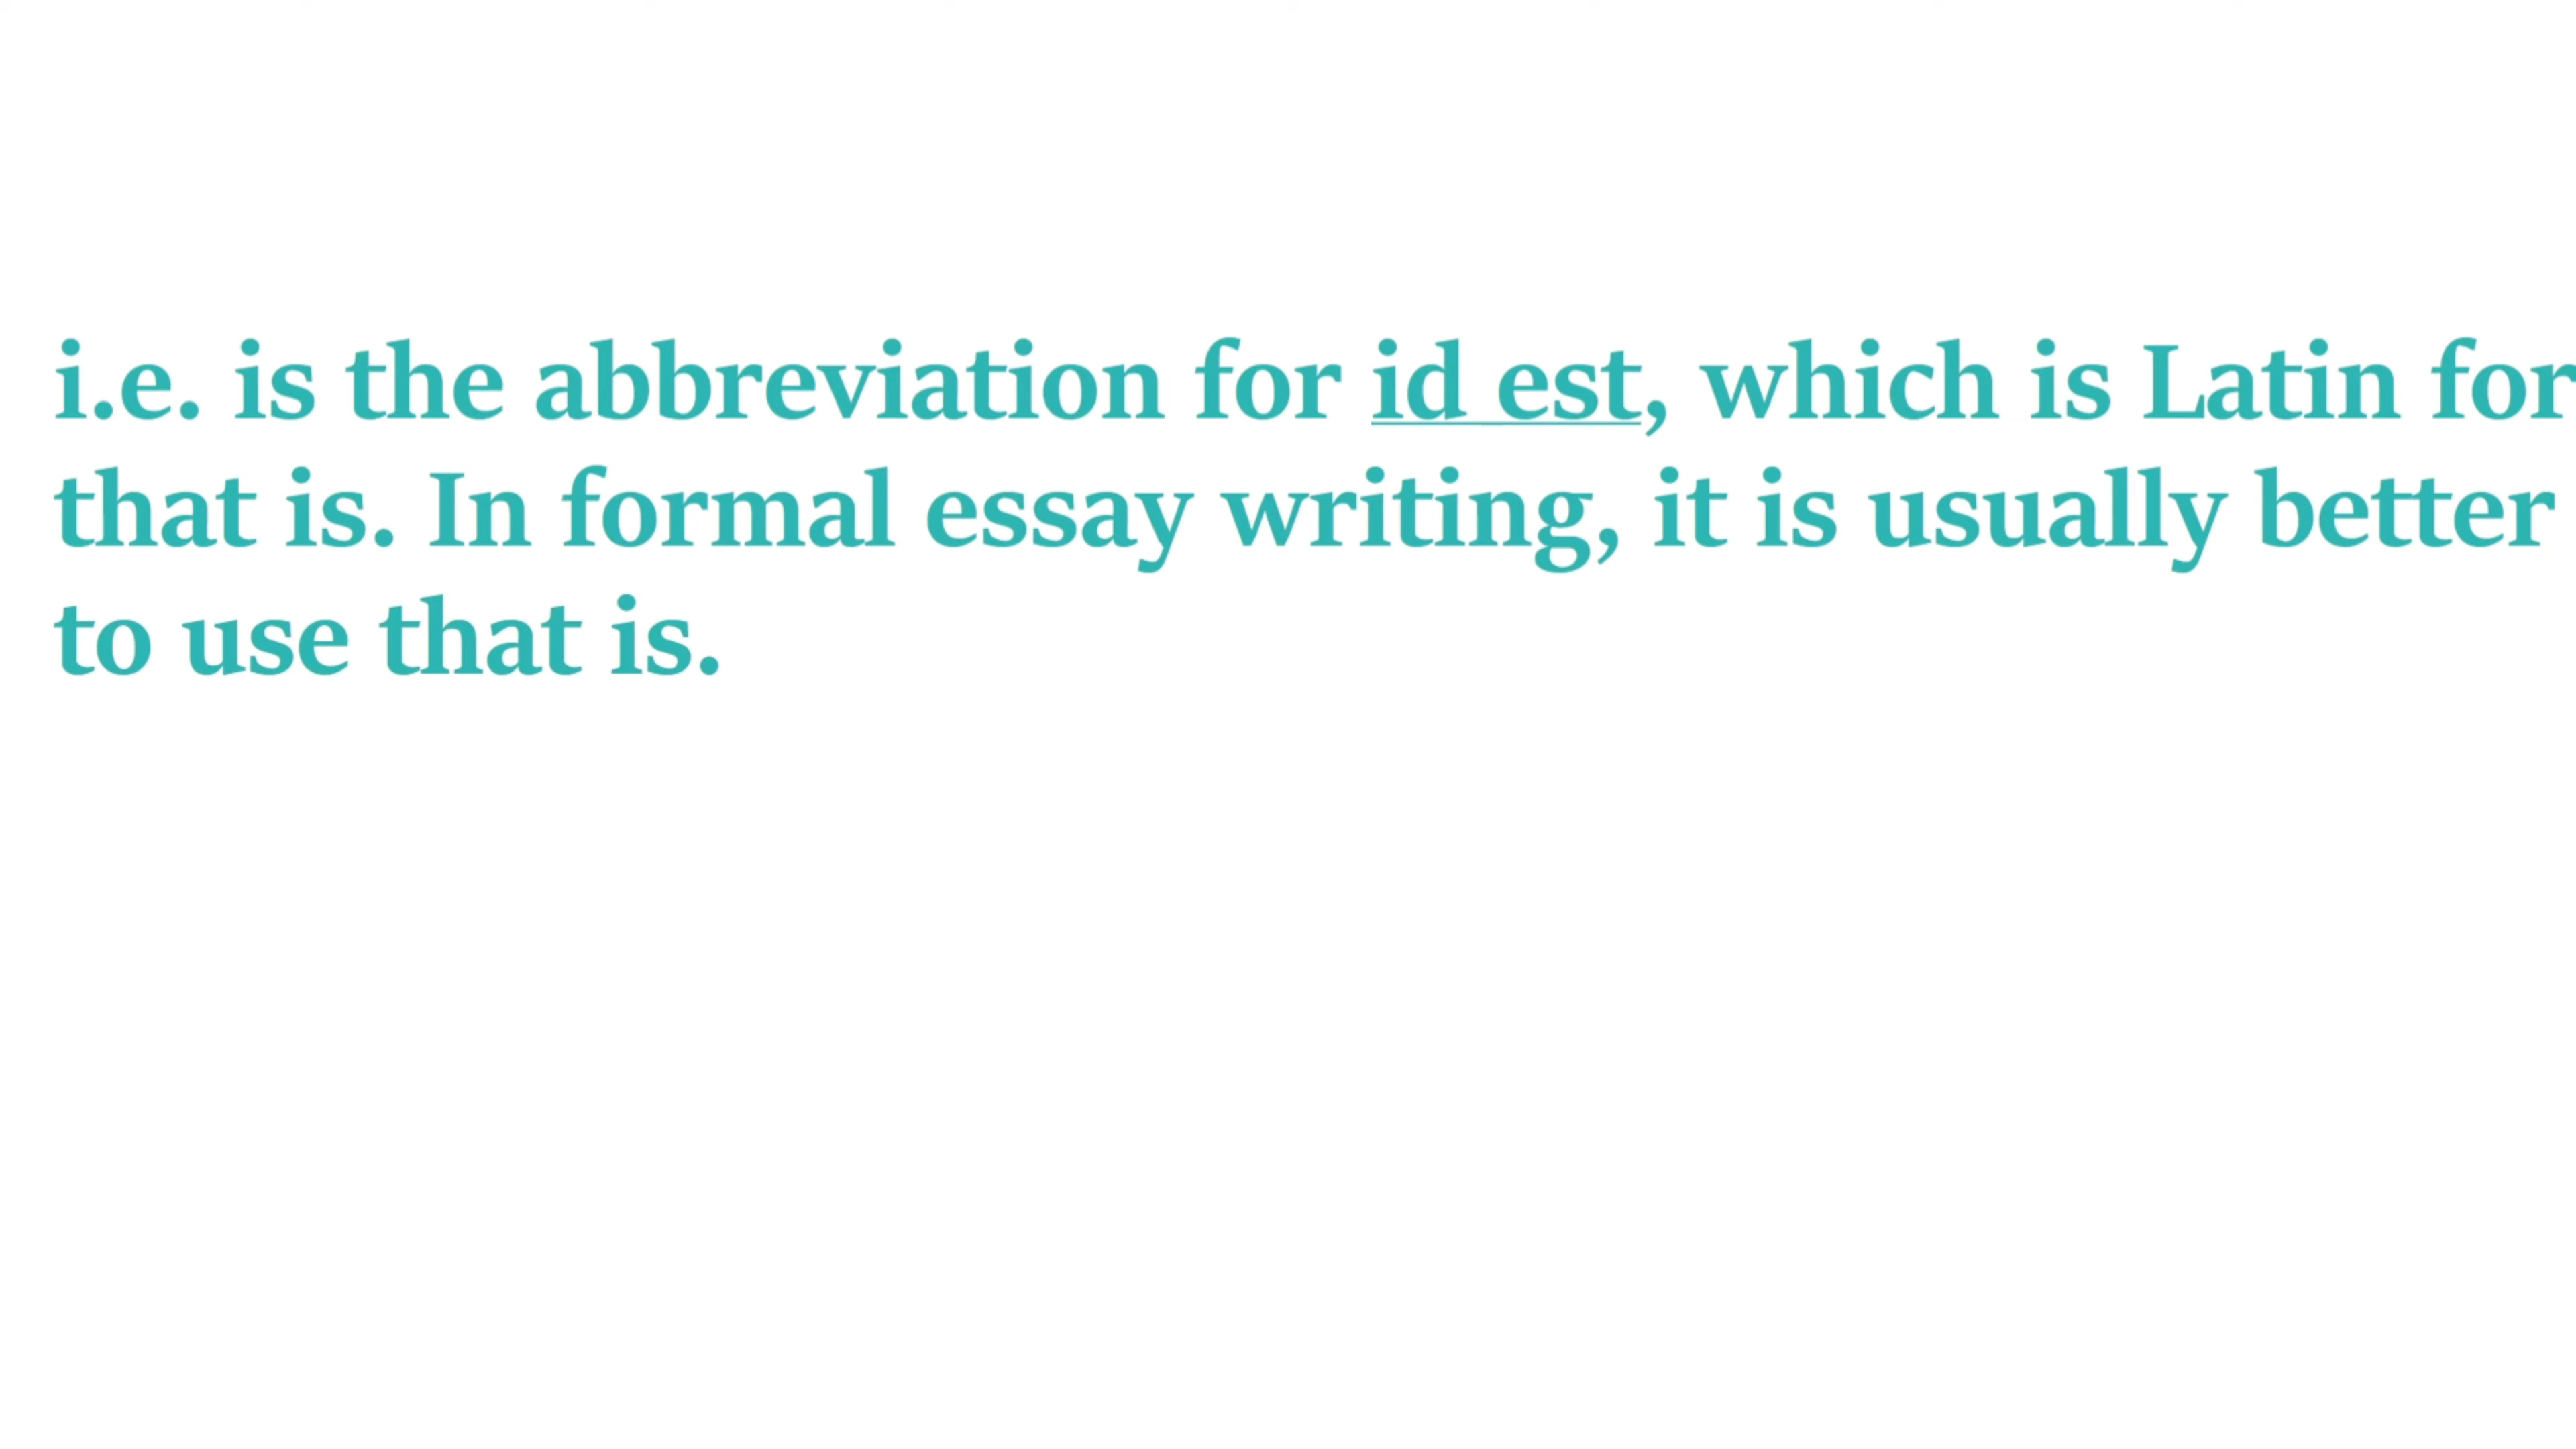 i.e. is the abbreviation for id est, which is Latin for
that is. In formal essay writing, it is usually better
to use that is.